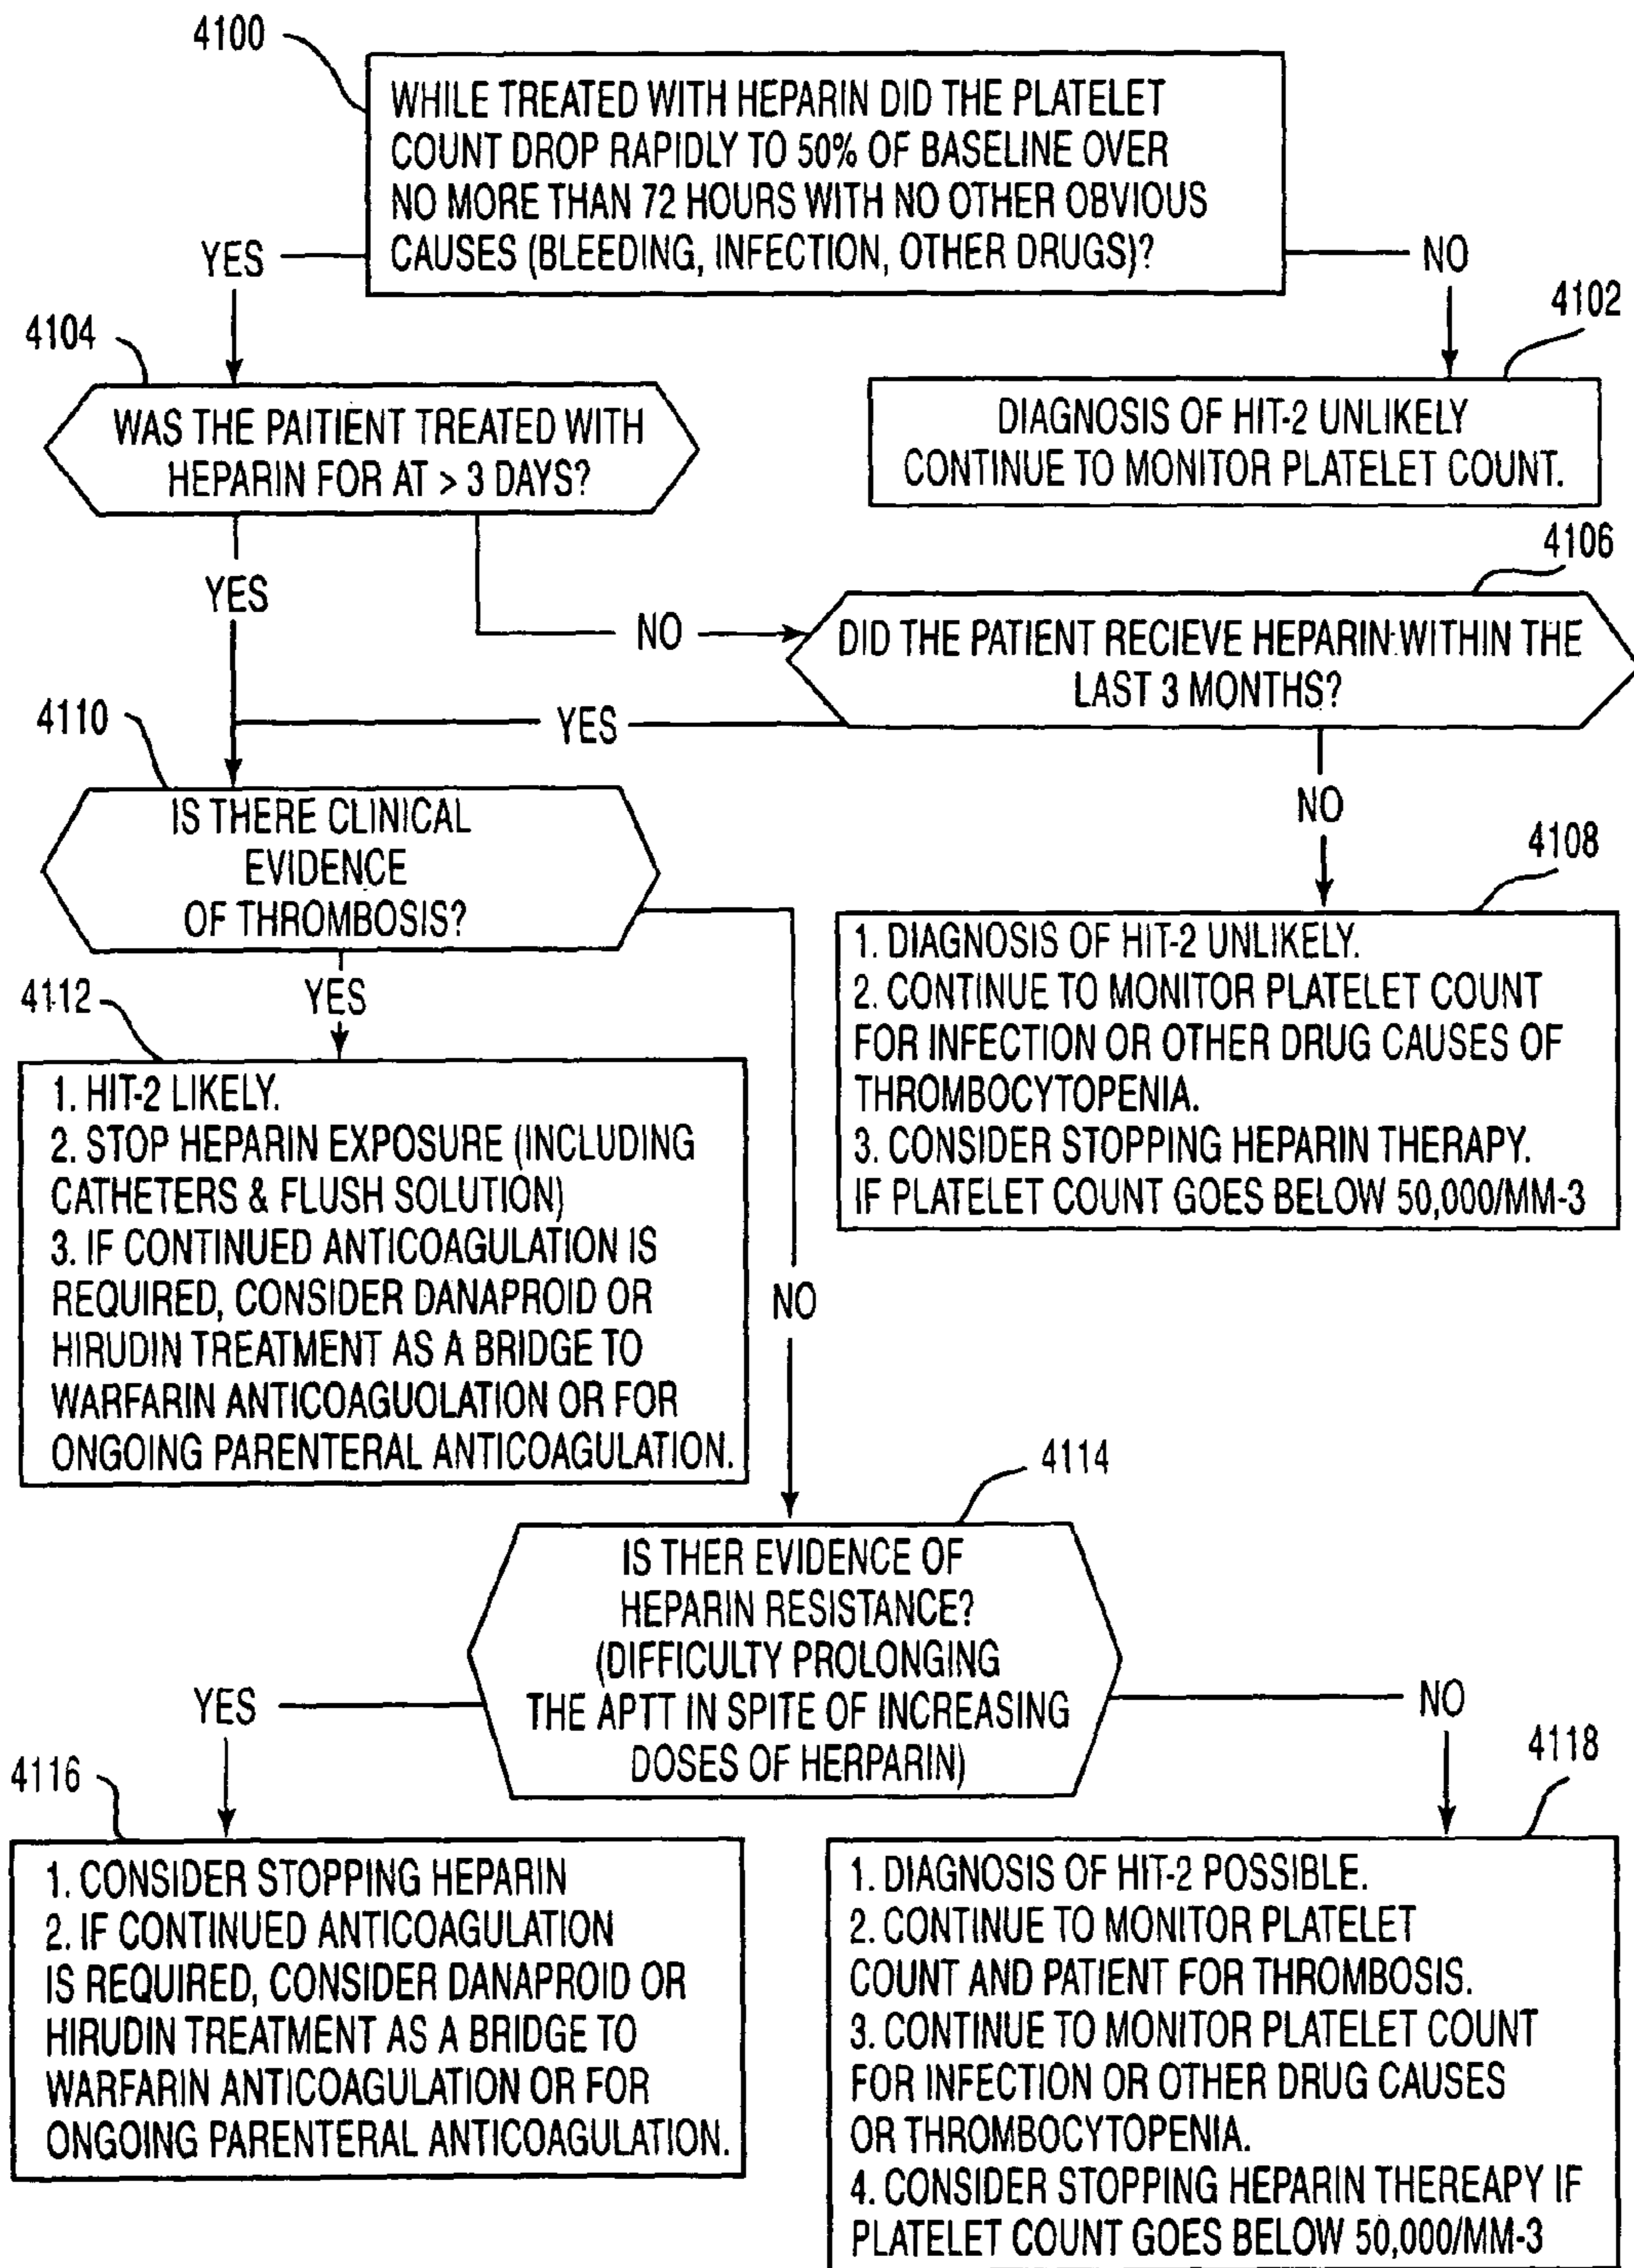 4100
WHILE TREATED WITH HEPARIN DID THE PLATELET
COUNT DROP RAPIDLY TO 50% OF BASELINE OVER
NO MORE THAN 72 HOURS WITH NO OTHER OBVIOUS
CAUSES (BLEEDING, INFECTION, OTHER DRUGS)?
YES
NO
4102
DIAGNOSIS OF HIT-2 UNLIKELY
CONTINUE TO MONITOR PLATELET COUNT.
4104
WAS THE PAITIENT TREATED WITH
HEPARIN FOR AT > 3 DAYS?
YES
NO
4106
DID THE PATIENT RECIEVE HEPARIN WITHIN THE
LAST 3 MONTHS?
YES
NO
4108
1. DIAGNOSIS OF HIT-2 UNLIKELY.
2. CONTINUE TO MONITOR PLATELET COUNT
FOR INFECTION OR OTHER DRUG CAUSES OF
THROMBOCYTOPENIA.
3. CONSIDER STOPPING HEPARIN THERAPY.
IF PLATELET COUNT GOES BELOW 50,000/MM-3
4110
IS THERE CLINICAL
EVIDENCE
OF THROMBOSIS?
YES
NO
4112
1. HIT-2 LIKELY.
2. STOP HEPARIN EXPOSURE (INCLUDING
CATHETERS & FLUSH SOLUTION)
3. IF CONTINUED ANTICOAGULATION IS
REQUIRED, CONSIDER DANAPROID OR
HIRUDIN TREATMENT AS A BRIDGE TO
WARFARIN ANTICOAGUOLATION OR FOR
ONGOING PARENTERAL ANTICOAGULATION.
4114
IS THER EVIDENCE OF
HEPARIN RESISTANCE?
(DIFFICULTY PROLONGING
THE APTT IN SPITE OF INCREASING
DOSES OF HERPARIN)
YES
NO
4116
1. CONSIDER STOPPING HEPARIN
2. IF CONTINUED ANTICOAGULATION
IS REQUIRED, CONSIDER DANAPROID OR
HIRUDIN TREATMENT AS A BRIDGE TO
WARFARIN ANTICOAGULATION OR FOR
ONGOING PARENTERAL ANTICOAGULATION.
4118
1. DIAGNOSIS OF HIT-2 POSSIBLE.
2. CONTINUE TO MONITOR PLATELET
COUNT AND PATIENT FOR THROMBOSIS.
3. CONTINUE TO MONITOR PLATELET COUNT
FOR INFECTION OR OTHER DRUG CAUSES
OR THROMBOCYTOPENIA.
4. CONSIDER STOPPING HEPARIN THEREAPY IF
PLATELET COUNT GOES BELOW 50,000/MM-3